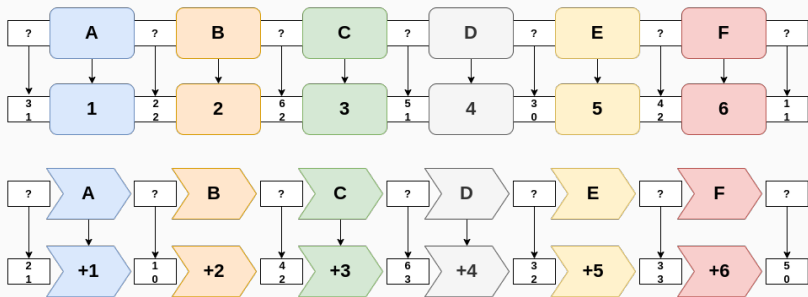 ? A ? B ? C ? D ? E ? F ?
3 1 2 6 2 2 3 5 4 3 5 4 6 1
1 2 2 1 0 2 1
? A ? B ? C ? D ? E ? F ?
2 +1 1 +2 4 +3 6 +4 3 +5 3 +6 5
1 0 2 3 2 3 0